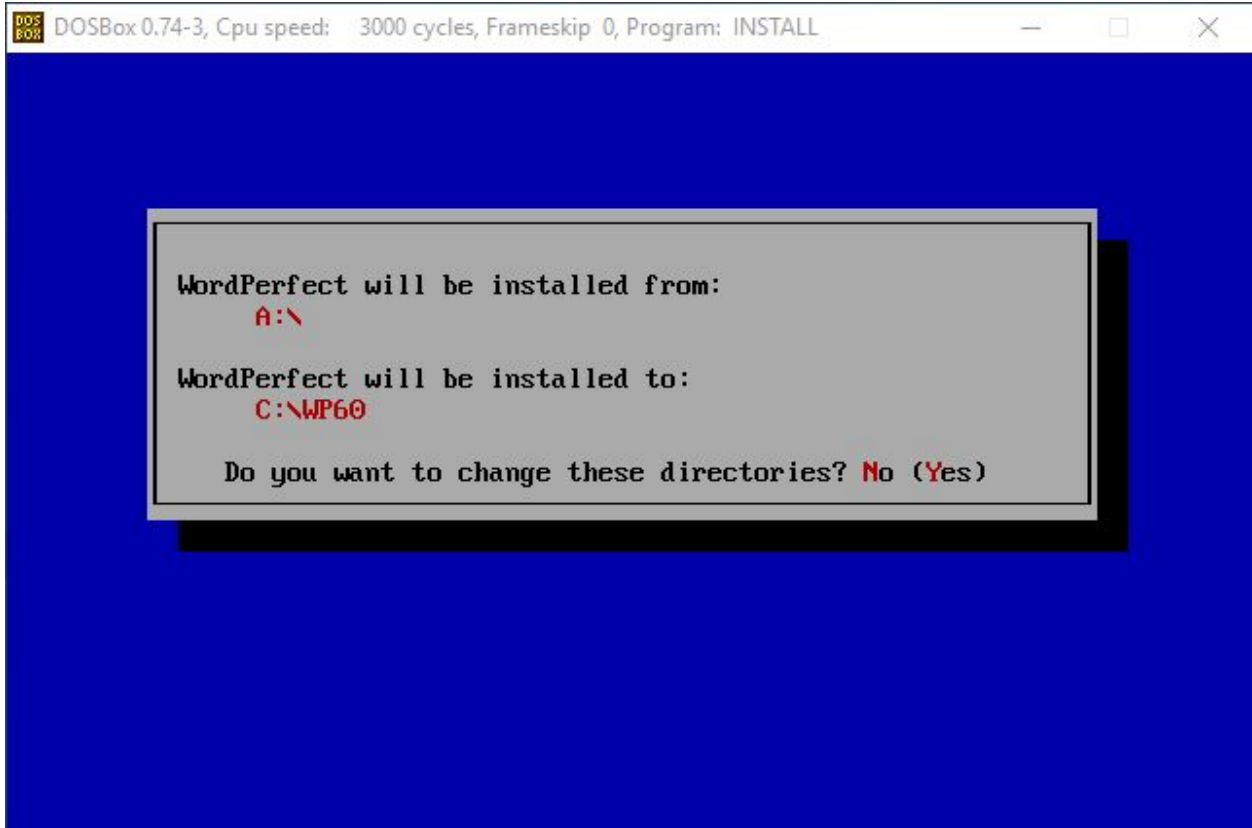 DOSBox 0.74-3, Cpu speed: 3000 cycles, Frameskip 0, Program: INSTALL
WordPerfect will be installed from:
A:\
WordPerfect will be installed to:
C:\WP60
Do you want to change these directories? No (Yes)